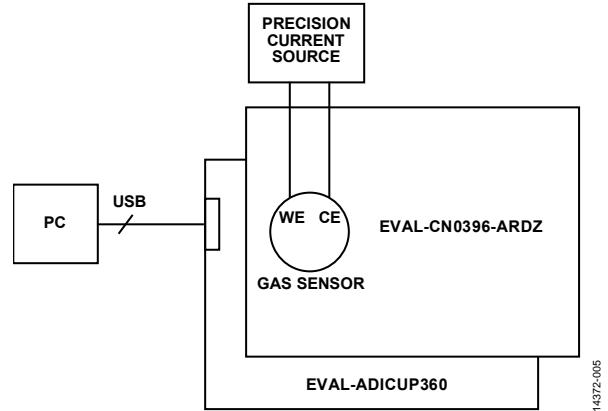 PRECISION
CURRENT
SOURCE
USB
PC
WE CE
EVAL-CN0396-ARDZ
GAS SENSOR
EVAL-ADICUP360
14372-005